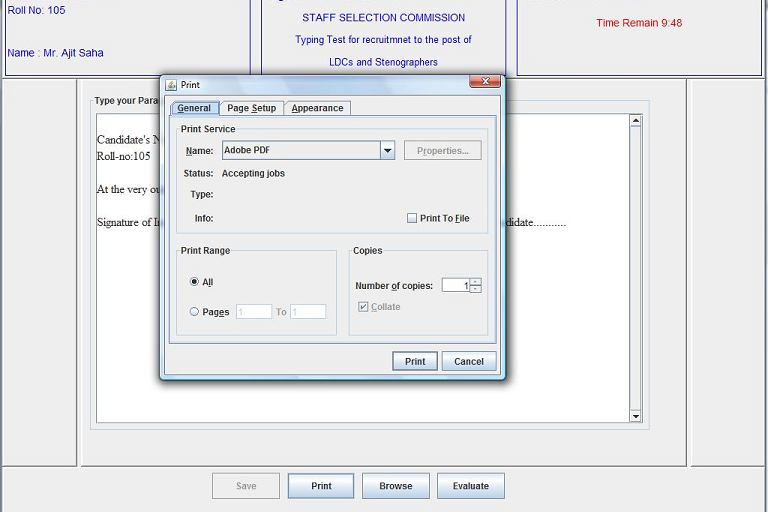 Roll No: 105
Name : Mr. Ajit Saha
STAFF SELECTION COMMISSION
Typing Test for recruitmnet to the post of
LDCs and Stenographers
Time Remain 9:48
Type your Para
Candidate's
Roll-no:105
At the very
Signature of
didate...........
Print
General Page Setup Appearance
Print Service
Name: Adobe PDF Properties...
Status: Accepting jobs
Type:
Info: Print To File
Print Range
All
Pages 1 To 1
Copies
Number of copies: 1
Collate
Print Cancel
Save Print Browse Evaluate